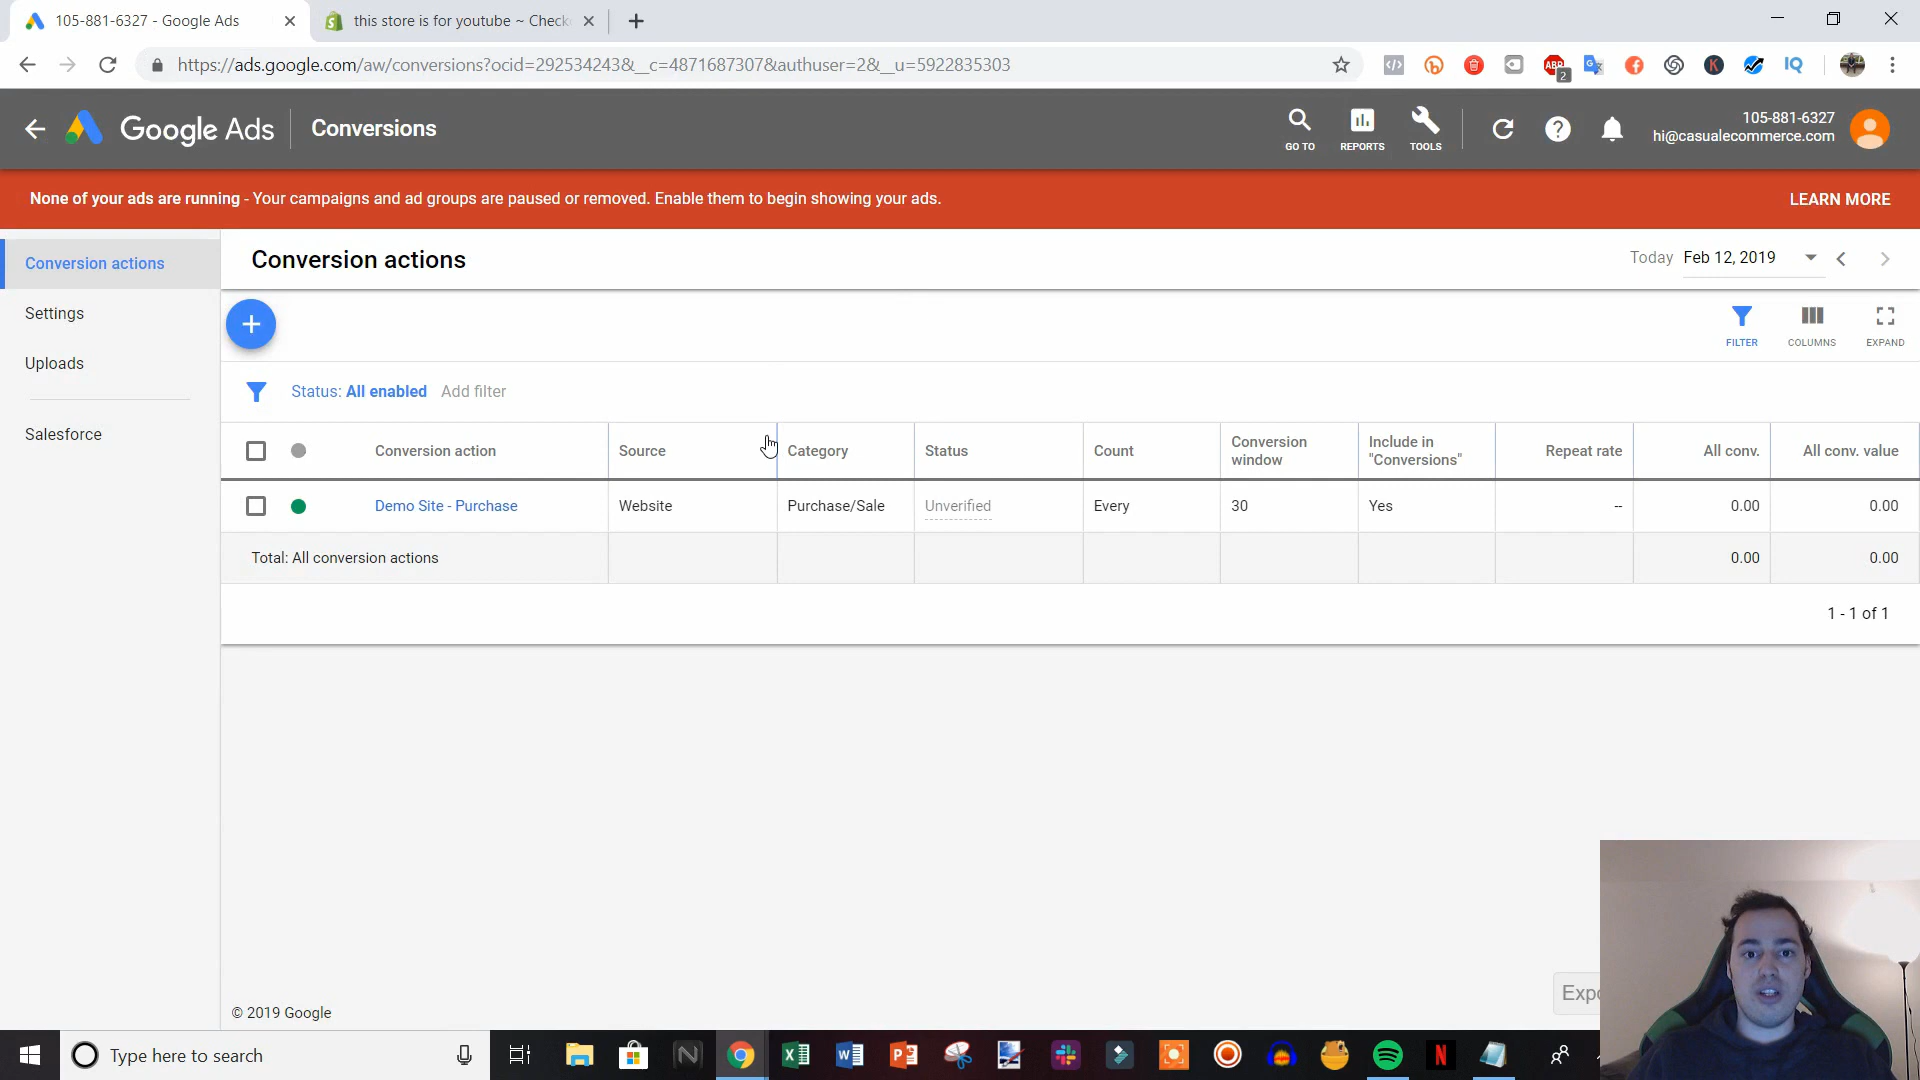 105-881-6327 - Google Ads
this store is for youtube ~ Check
https://ads.google.com/aw/conversions?ocid=292534243&__c=4871687307&authuser=2&__u=5922835303
ABP
2
K
IQ
Google Ads
Conversions
GO TO
REPORTS
TOOLS
105-881-6327
hi@casualecommerce.com
None of your ads are running - Your campaigns and ad groups are paused or removed. Enable them to begin showing your ads.
LEARN MORE
Conversion actions
Settings
Uploads
Salesforce
Conversion actions
Today Feb 12, 2019
FILTER
COLUMNS
EXPAND
Status: All enabled Add filter
Conversion action Source Category Status Count Conversion window Include in "Conversions" Repeat rate All conv. All conv. value
Demo Site - Purchase Website Purchase/Sale Unverified Every 30 Yes -- 0.00 0.00
Total: All conversion actions 0.00 0.00
1 - 1 of 1
© 2019 Google
Expo
Type here to search